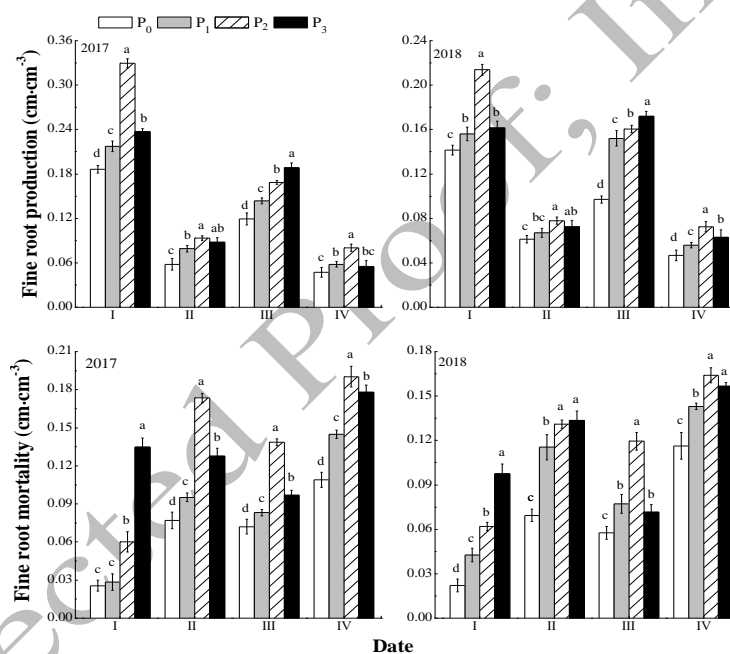 P0 P1 P2 P3
Fine root production (cm·cm-3)
2017
0.36
0.30
0.24
0.18
0.12
0.06
0.00
d c a b
c b a ab
d c b a
c b a bc
I II III IV
2018
0.24
0.20
0.16
0.12
0.08
0.04
0.00
c b a b
c bc a ab
c b b a
d c a b
I II III IV
Fine root mortality (cm·cm-3)
2017
0.21
0.18
0.15
0.12
0.09
0.06
0.03
0.00
c c b a
d c a b
d c a b
d c a b
I II III IV
2018
0.18
0.15
0.12
0.09
0.06
0.03
0.00
d c b a
c b a a
c b a b
c b a a
I II III IV
Date
ected Proof; In